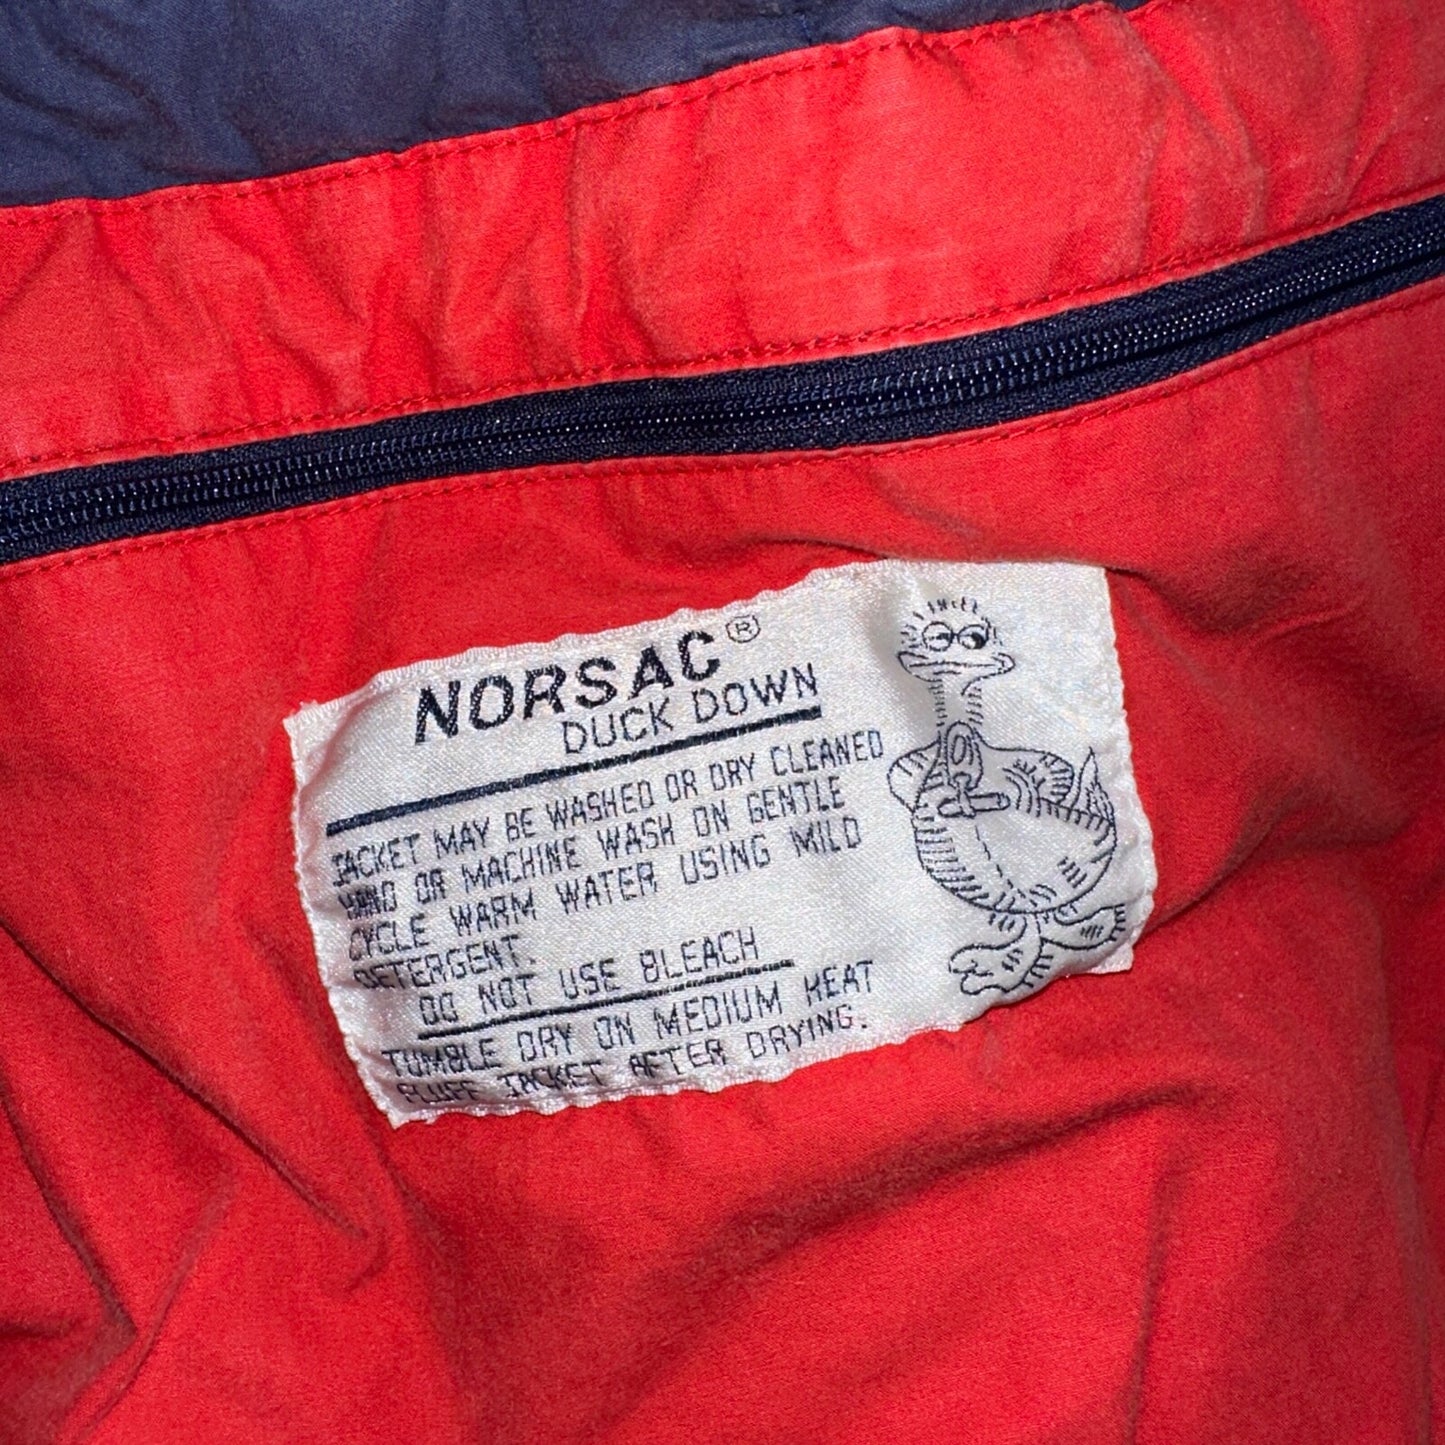 NORSAC®
DUCK DOWN
JACKET MAY BE WASHED OR DRY CLEANED
HAND OR MACHINE WASH ON GENTLE
CYCLE WARM WATER USING MILD
DETERGENT.
DO NOT USE BLEACH
TUMBLE DRY ON MEDIUM HEAT
FLUFF JACKET AFTER DRYING.